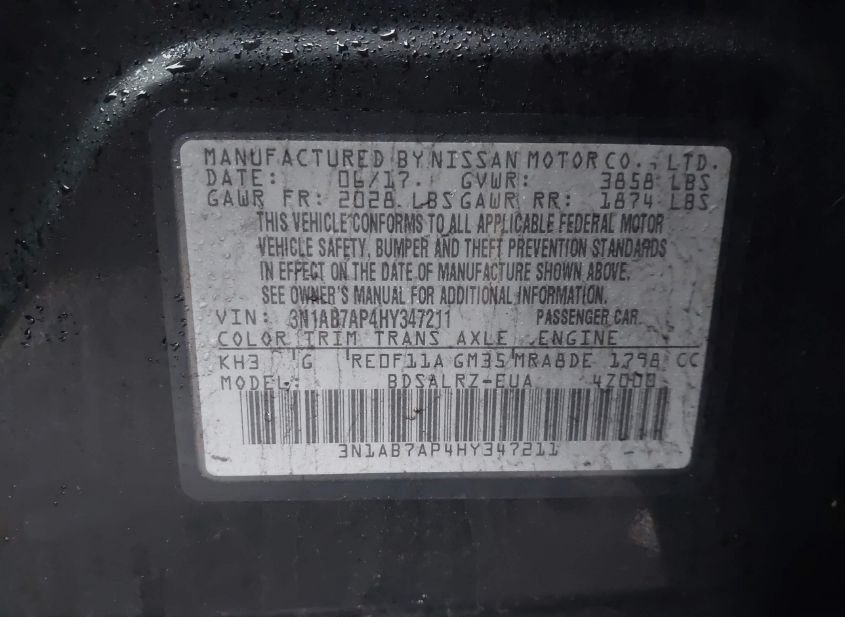 MANUFACTURED BY NISSAN MOTOR CO., LTD.
DATE: 06/17. GVWR: 3858 LBS
GAWR FR: 2028 LBS GAWR RR: 1874 LBS
THIS VEHICLE CONFORMS TO ALL APPLICABLE FEDERAL MOTOR
VEHICLE SAFETY, BUMPER AND THEFT PREVENTION STANDARDS
IN EFFECT ON THE DATE OF MANUFACTURE SHOWN ABOVE.
SEE OWNER'S MANUAL FOR ADDITIONAL INFORMATION.
VIN: 3N1AB7AP4HY347211 PASSENGER CAR
COLOR TRIM TRANS AXLE ENGINE
KH3 G RE0F11A GM35 MRA8DE 1798 CC
MODEL: BDSALRZ-EUA 4Z000
3N1AB7AP4HY347211